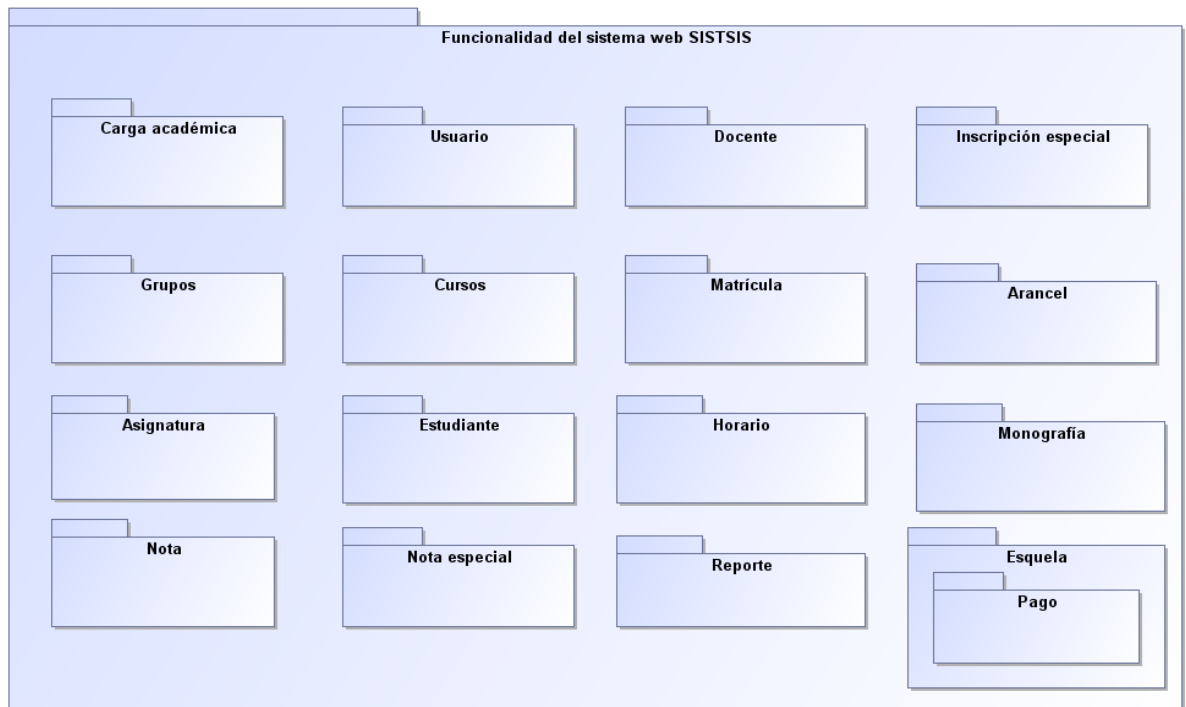 Funcionalidad del sistema web SISTSIS
Carga académica
Usuario
Docente
Inscripción especial
Grupos
Cursos
Matrícula
Arancel
Asignatura
Estudiante
Horario
Monografía
Nota
Nota especial
Reporte
Esquela
Pago